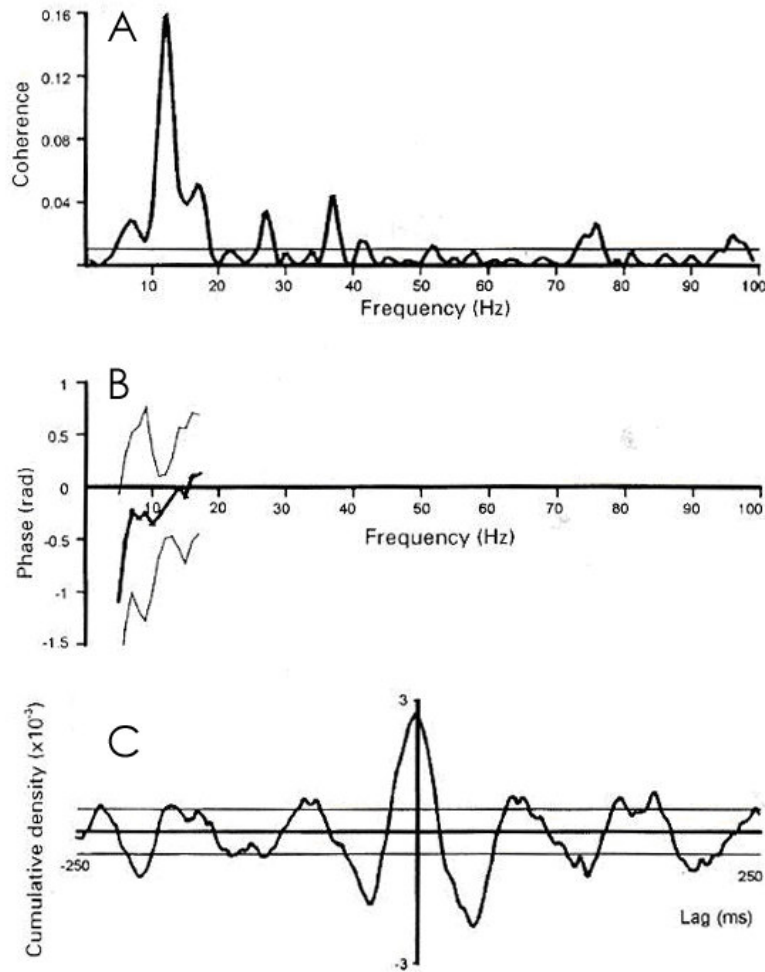 A
0.16
0.12
0.08
0.04
Coherence
10 20 30 40 50 60 70 80 90 100
Frequency (Hz)
B
1
0.5
0
-0.5
-1
-1.5
Phase (rad)
10 20 30 40 50 60 70 80 90 100
Frequency (Hz)
C
Cumulative density (x10⁻³)
3
-250
250
Lag (ms)
-3